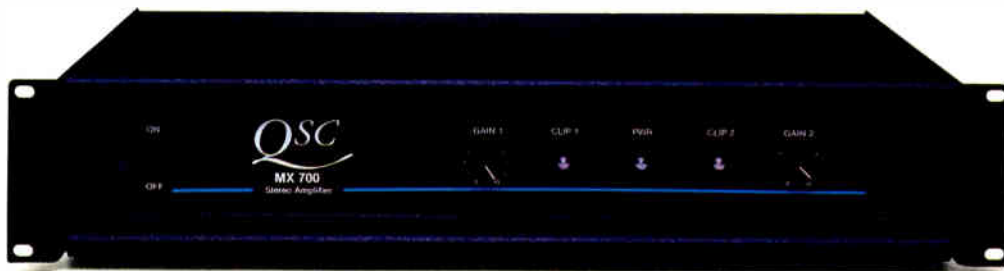 ON
QSC
MX 700
Stereo Amplifier
OFF
GAIN 1
CLIP 1
PWR
CLIP 2
GAIN 2